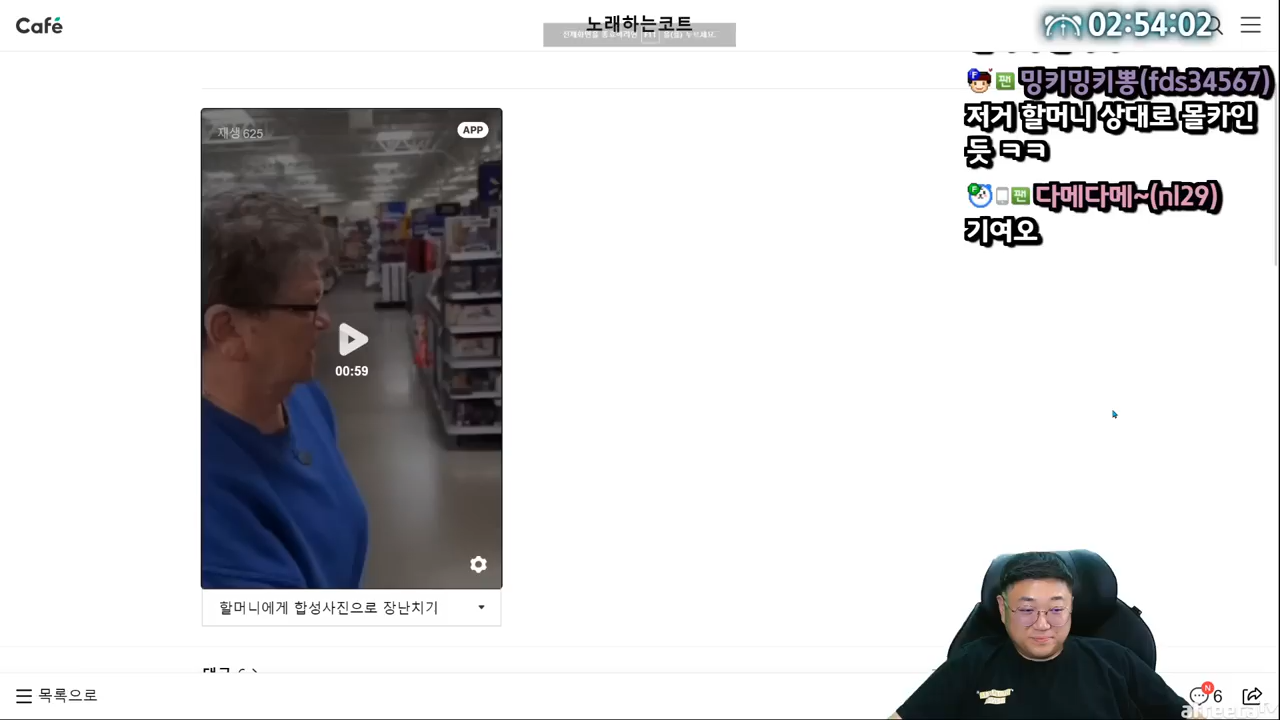 Café
노래하는코트
02:54:02
밍키밍키뽕(fds34567)
저거 할머니 상대로 몰카인
듯 ㅋㅋ
다메다메~(nl29)
기여오
재생 625
APP
00:59
할머니에게 합성사진으로 장난치기
목록으로
6